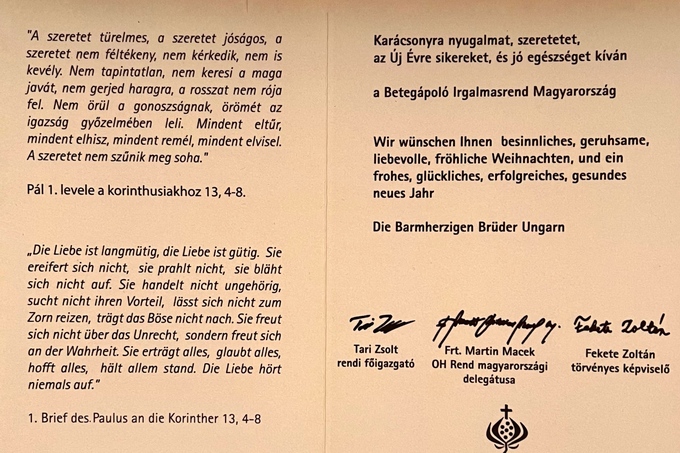 "A szeretet türelmes, a szeretet jóságos, a
szeretet nem féltékeny, nem kérkedik, nem is
kevély. Nem tapintatlan, nem keresi a maga
javát, nem gerjed haragra, a rosszat nem rója
fel. Nem örül a gonoszságnak, örömét az
igazság győzelmében leli. Mindent eltűr,
mindent elhisz, mindent remél, mindent elvisel.
A szeretet nem szűnik meg soha."
Pál 1. levele a korinthusiakhoz 13, 4-8.
„Die Liebe ist langmütig, die Liebe ist gütig. Sie
ereifert sich nicht, sie prahlt nicht, sie bläht
sich nicht auf. Sie handelt nicht ungehörig,
sucht nicht ihren Vorteil, lässt sich nicht zum
Zorn reizen, trägt das Böse nicht nach. Sie freut
sich nicht über das Unrecht, sondern freut sich
an der Wahrheit. Sie erträgt alles, glaubt alles,
hofft alles, hält allem stand. Die Liebe hört
niemals auf."
1. Brief des Paulus an die Korinther 13, 4-8
Karácsonyra nyugalmat, szeretetet,
az Új Évre sikereket, és jó egészséget kíván
a Betegápoló Irgalmasrend Magyarország
Wir wünschen Ihnen besinnliches, geruhsame,
liebevolle, fröhliche Weihnachten, und ein
frohes, glückliches, erfolgreiches, gesundes
neues Jahr
Die Barmherzigen Brüder Ungarn
Fekete Zoltán
Tari Zsolt
rendi főigazgató
Frt. Martin Macek
OH Rend magyarországi
delegátusa
Fekete Zoltán
törvényes képviselő